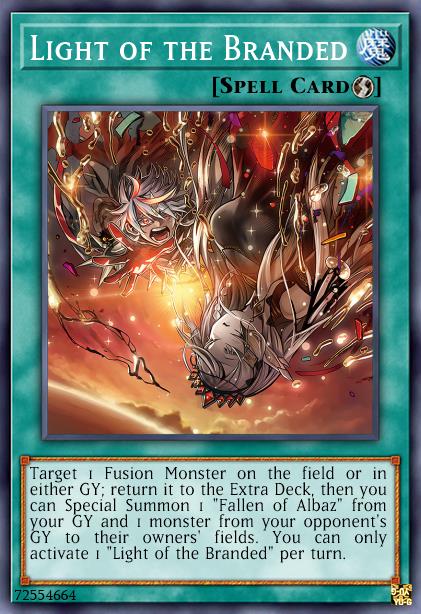 Light of the Branded
魔
[Spell Card]
Target 1 Fusion Monster on the field or in
either GY; return it to the Extra Deck, then you
can Special Summon 1 "Fallen of Albaz" from
your GY and 1 monster from your opponent's
GY to their owners' fields. You can only
activate 1 "Light of the Branded" per turn.
72554664